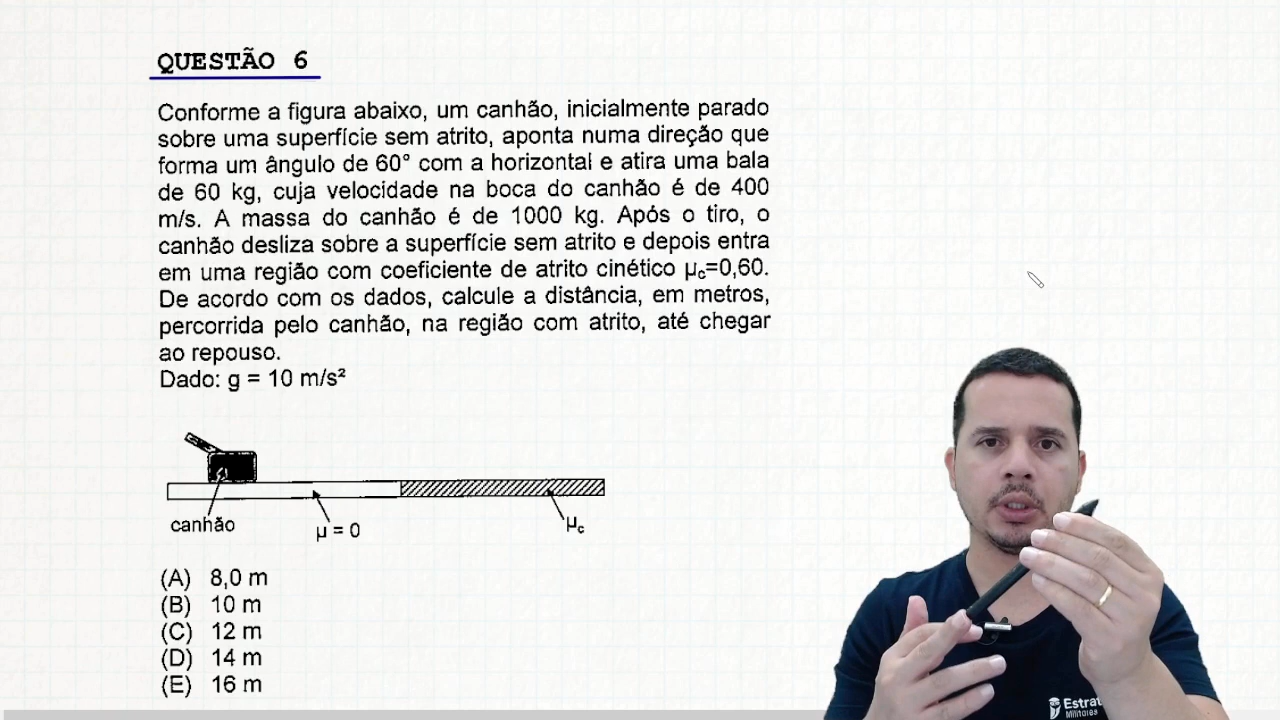 QUESTÃO 6
Conforme a figura abaixo, um canhão, inicialmente parado
sobre uma superfície sem atrito, aponta numa direção que
forma um ângulo de 60° com a horizontal e atira uma bala
de 60 kg, cuja velocidade na boca do canhão é de 400
m/s. A massa do canhão é de 1000 kg. Após o tiro, o
canhão desliza sobre a superfície sem atrito e depois entra
em uma região com coeficiente de atrito cinético μc=0,60.
De acordo com os dados, calcule a distância, em metros,
percorrida pelo canhão, na região com atrito, até chegar
ao repouso.
Dado: g = 10 m/s²
canhão
μ = 0
μc
(A) 8,0 m
(B) 10 m
(C) 12 m
(D) 14 m
(E) 16 m
Estrat
Militares